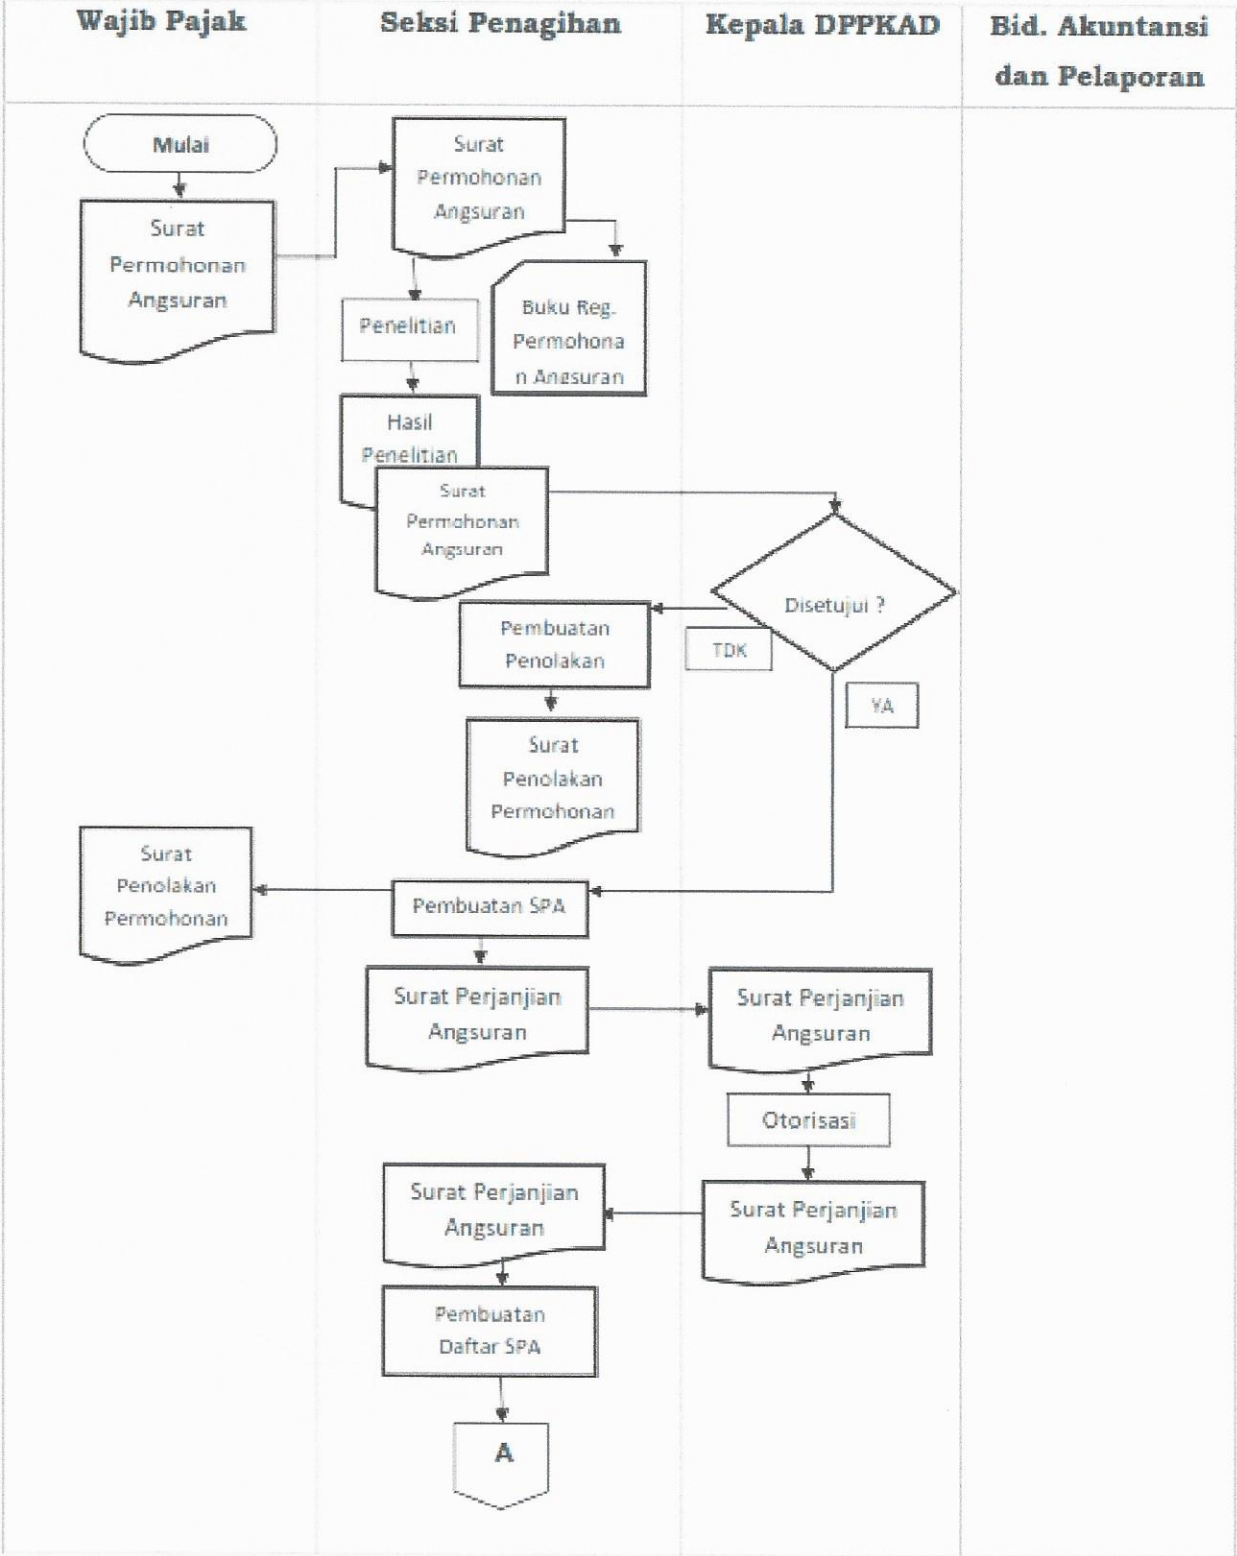 Wajib Pajak
Seksi Penagihan
Kepala DPPKAD
Bid. Akuntansi
dan Pelaporan
Mulai
Surat
Permohonan
Angsuran
Surat
Permohonan
Angsuran
Buku Reg.
Permohona
n Angsuran
Penelitian
Hasil
Penelitian
Surat
Permohonan
Angsuran
Disetujui ?
TDK
YA
Pembuatan
Penolakan
Surat
Penolakan
Permohonan
Surat
Penolakan
Permohonan
Pembuatan SPA
Surat Perjanjian
Angsuran
Surat Perjanjian
Angsuran
Otorisasi
Surat Perjanjian
Angsuran
Surat Perjanjian
Angsuran
Pembuatan
Daftar SPA
A